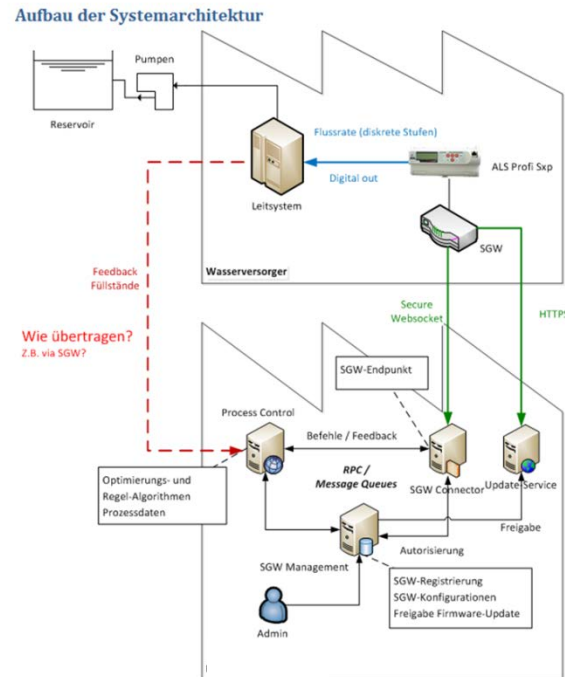 Aufbau der Systemarchitektur
Pumpen
Reservoir
Flussrate (diskrete Stufen)
Digital out
ALS Profi Sxp
Leitsystem
SGW
Wasserversorger
Feedback
Füllstände
Secure
Websocket
HTTPS
Wie übertragen?
Z.B. via SGW?
SGW-Endpunkt
Process Control
Befehle / Feedback
RPC /
Message Queues
SGW Connector
Update-Service
Optimierungs- und
Regel-Algorithmen
Prozessdaten
Freigabe
Autorisierung
SGW Management
SGW-Registrierung
SGW-Konfigurationen
Freigabe Firmware-Update
Admin